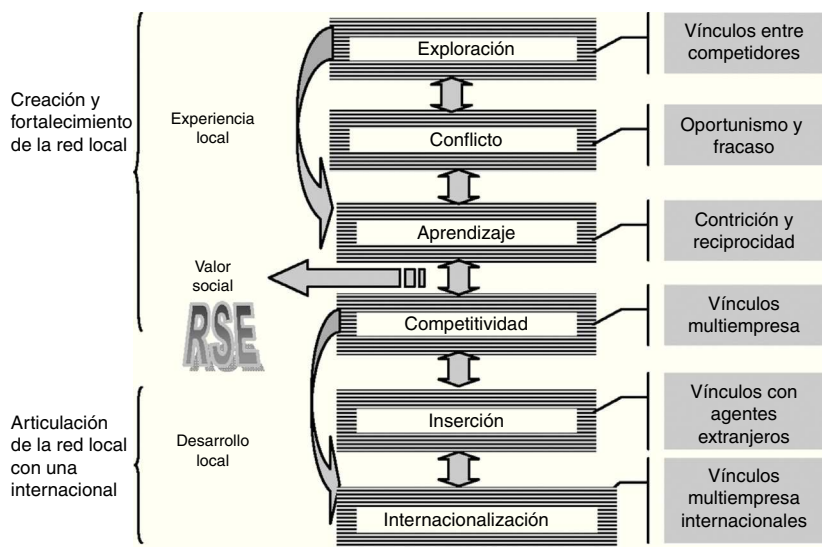 Creación y
fortalecimiento
de la red local
Experiencia
local
Exploración
Vínculos entre
competidores
Conflicto
Oportunismo y
fracaso
Aprendizaje
Contrición y
reciprocidad
Valor
social
RSE
Competitividad
Vínculos
multiempresa
Articulación
de la red local
con una
internacional
Desarrollo
local
Inserción
Vínculos con
agentes
extranjeros
Internacionalización
Vínculos
multiempresa
internacionales